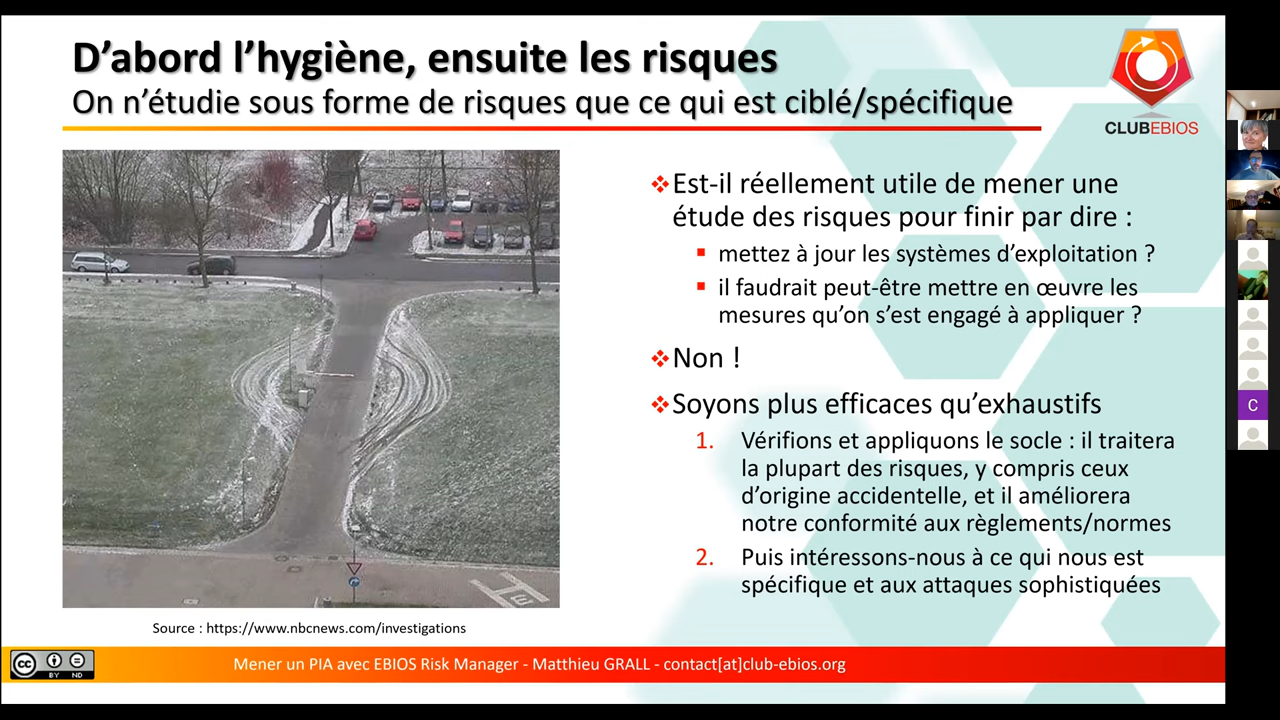 D’abord l’hygiène, ensuite les risques
On n’étudie sous forme de risques que ce qui est ciblé/spécifique
CLUBEBIOS
❖Est-il réellement utile de mener une
étude des risques pour finir par dire :
▪ mettez à jour les systèmes d’exploitation ?
▪ il faudrait peut-être mettre en œuvre les
mesures qu’on s’est engagé à appliquer ?
❖Non !
❖Soyons plus efficaces qu’exhaustifs
1. Vérifions et appliquons le socle : il traitera
la plupart des risques, y compris ceux
d’origine accidentelle, et il améliorera
notre conformité aux règlements/normes
2. Puis intéressons-nous à ce qui nous est
spécifique et aux attaques sophistiquées
Source : https://www.nbcnews.com/investigations
cc BY ND
Mener un PIA avec EBIOS Risk Manager - Matthieu GRALL - contact[at]club-ebios.org
C